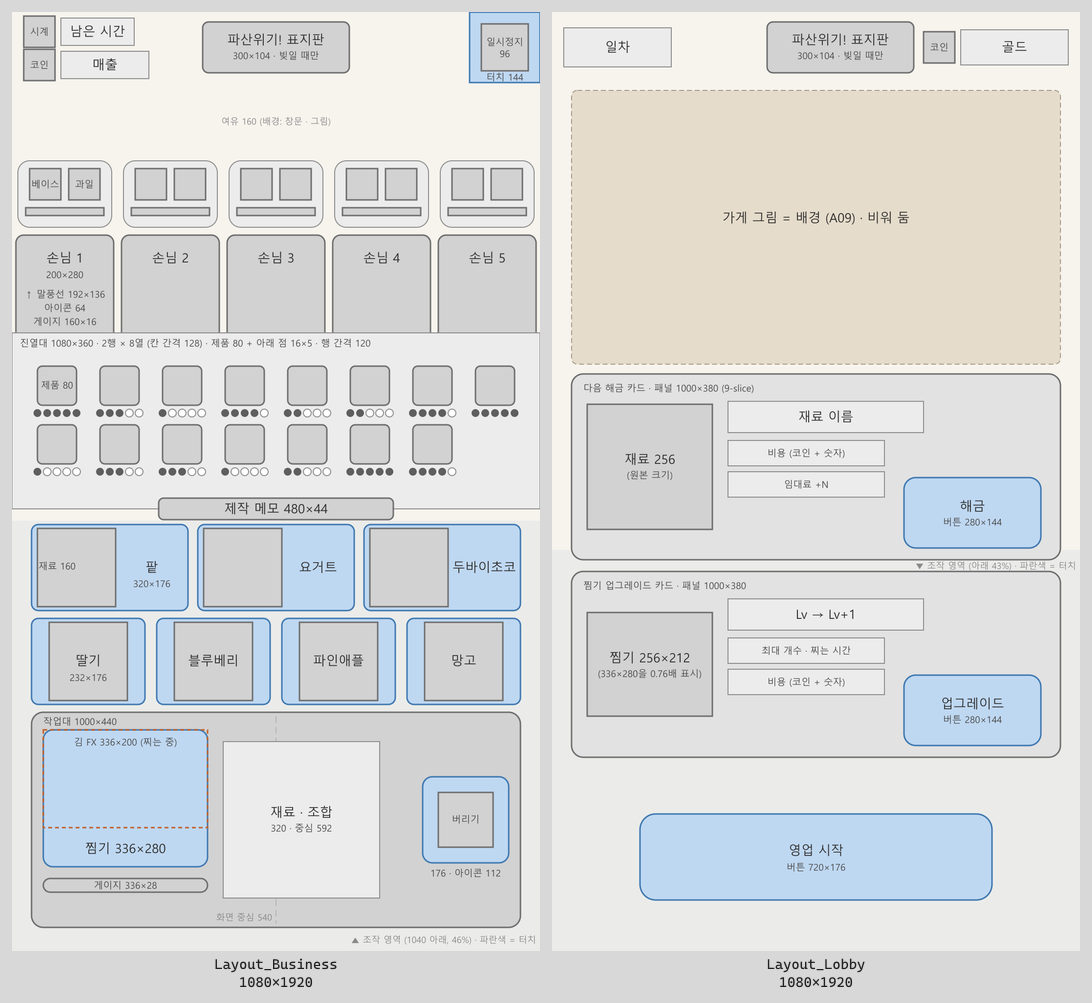 시계
남은 시간
코인
매출
파산위기! 표지판
300×104 · 빚일 때만
일시정지
96
터치 144
여유 160 (배경: 창문 · 그림)
베이스
과일
손님 1
200×280
↑ 말풍선 192×136
아이콘 64
게이지 160×16
손님 2
손님 3
손님 4
손님 5
진열대 1080×360 · 2행 × 8열 (칸 간격 128) · 제품 80 + 아래 점 16×5 · 행 간격 120
제품 80
제작 메모 480×44
재료 160
팥
320×176
요거트
두바이초코
딸기
232×176
블루베리
파인애플
망고
작업대 1000×440
김 FX 336×200 (찌는 중)
찜기 336×280
게이지 336×28
재료 · 조합
320 · 중심 592
화면 중심 540
버리기
176 · 아이콘 112
▲ 조작 영역 (1040 아래, 46%) · 파란색 = 터치
Layout_Business
1080×1920
일차
파산위기! 표지판
300×104 · 빚일 때만
코인
골드
가게 그림 = 배경 (A09) · 비워 둠
다음 해금 카드 · 패널 1000×380 (9-slice)
재료 256
(원본 크기)
재료 이름
비용 (코인 + 숫자)
임대료 +N
해금
버튼 280×144
▼ 조작 영역 (아래 43%) · 파란색 = 터치
찜기 업그레이드 카드 · 패널 1000×380
찜기 256×212
(336×280을 0.76배 표시)
Lv → Lv+1
최대 개수 · 찌는 시간
비용 (코인 + 숫자)
업그레이드
버튼 280×144
영업 시작
버튼 720×176
Layout_Lobby
1080×1920